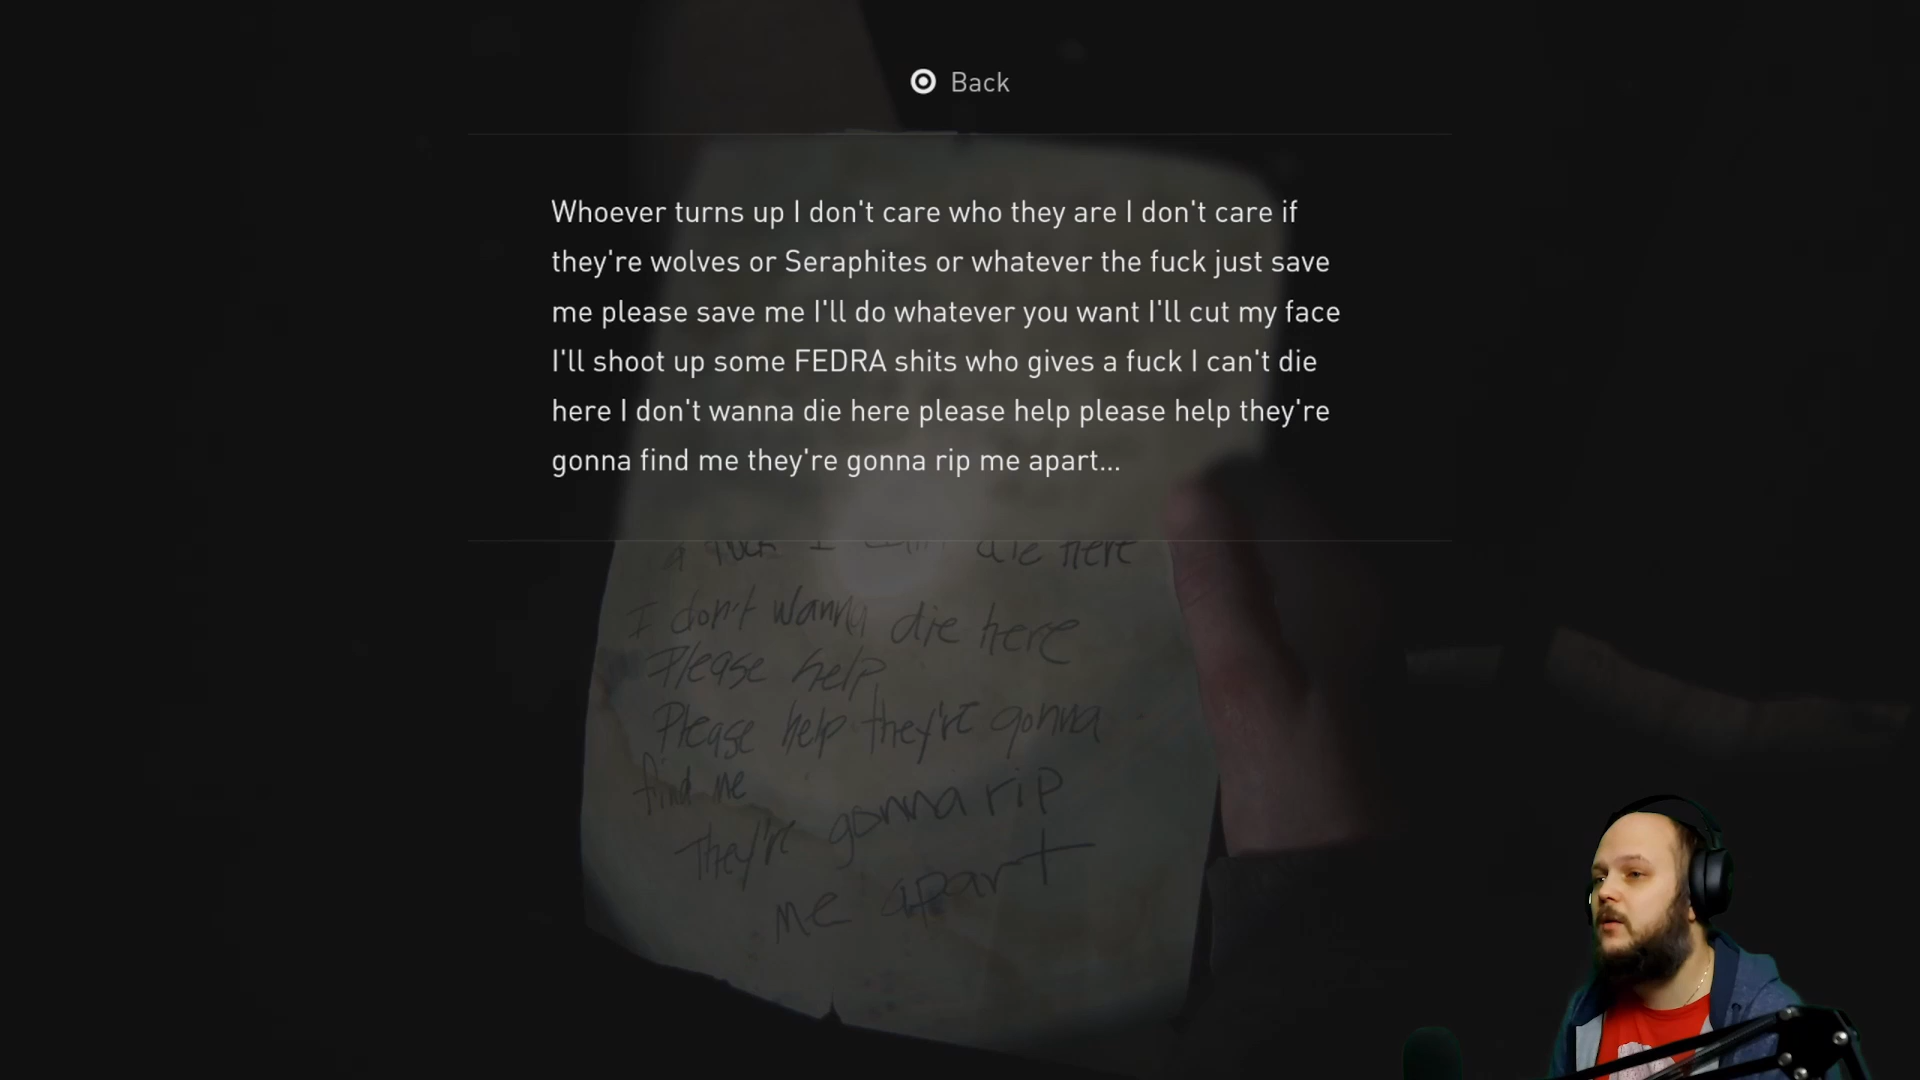 Back
Whoever turns up I don't care who they are I don't care if
they're wolves or Seraphites or whatever the fuck just save
me please save me I'll do whatever you want I'll cut my face
I'll shoot up some FEDRA shits who gives a fuck I can't die
here I don't wanna die here please help please help they're
gonna find me they're gonna rip me apart...
a fuck I can't die here
I don't wanna die here
Please help
Please help they're gonna
find me
They're gonna rip
me apart